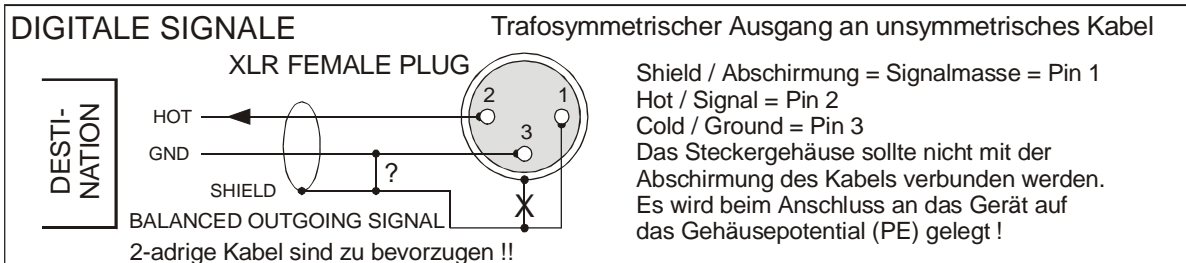 DIGITALE SIGNALE
Trafosymmetrischer Ausgang an unsymmetrisches Kabel
XLR FEMALE PLUG
DESTI-
NATION
HOT
GND
SHIELD
?
2
1
3
X
BALANCED OUTGOING SIGNAL
2-adrige Kabel sind zu bevorzugen !!
Shield / Abschirmung = Signalmasse = Pin 1
Hot / Signal = Pin 2
Cold / Ground = Pin 3
Das Steckergehäuse sollte nicht mit der
Abschirmung des Kabels verbunden werden.
Es wird beim Anschluss an das Gerät auf
das Gehäusepotential (PE) gelegt !